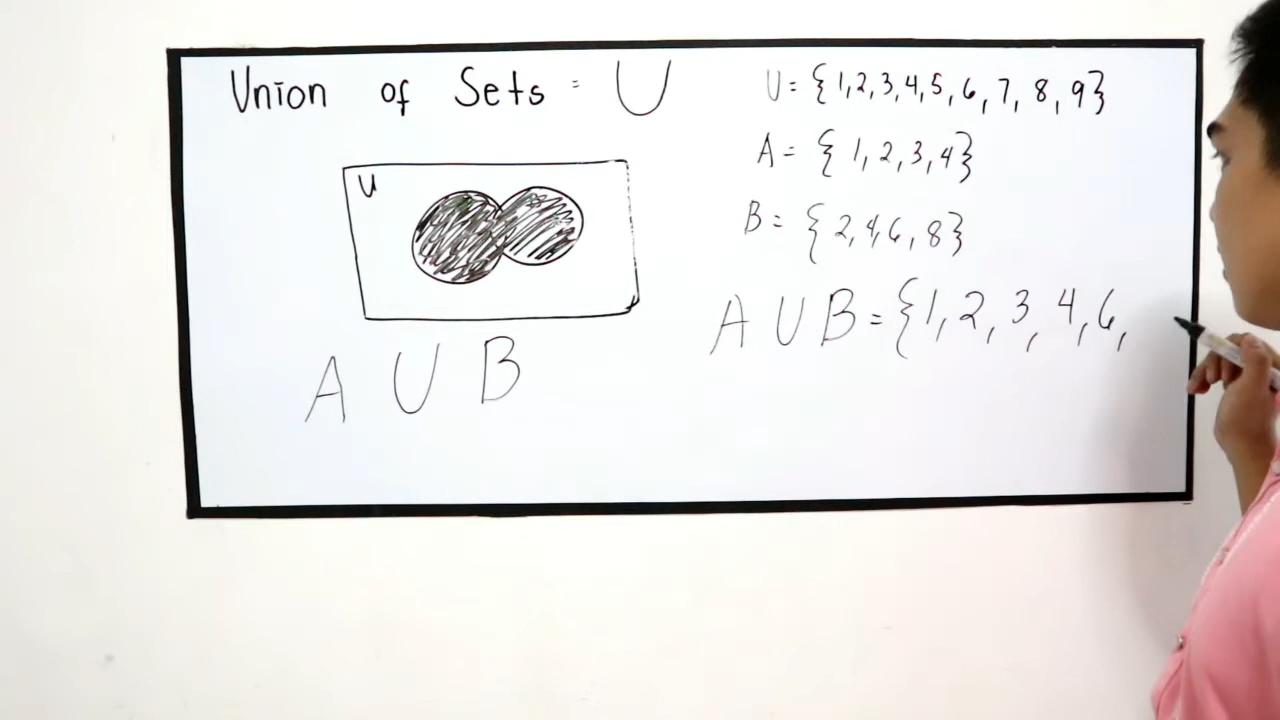 Union of Sets = U
U
A U B
U = {1,2,3,4,5,6,7,8,9}
A = {1,2,3,4}
B = {2,4,6,8}
A U B = {1,2,3,4,6,